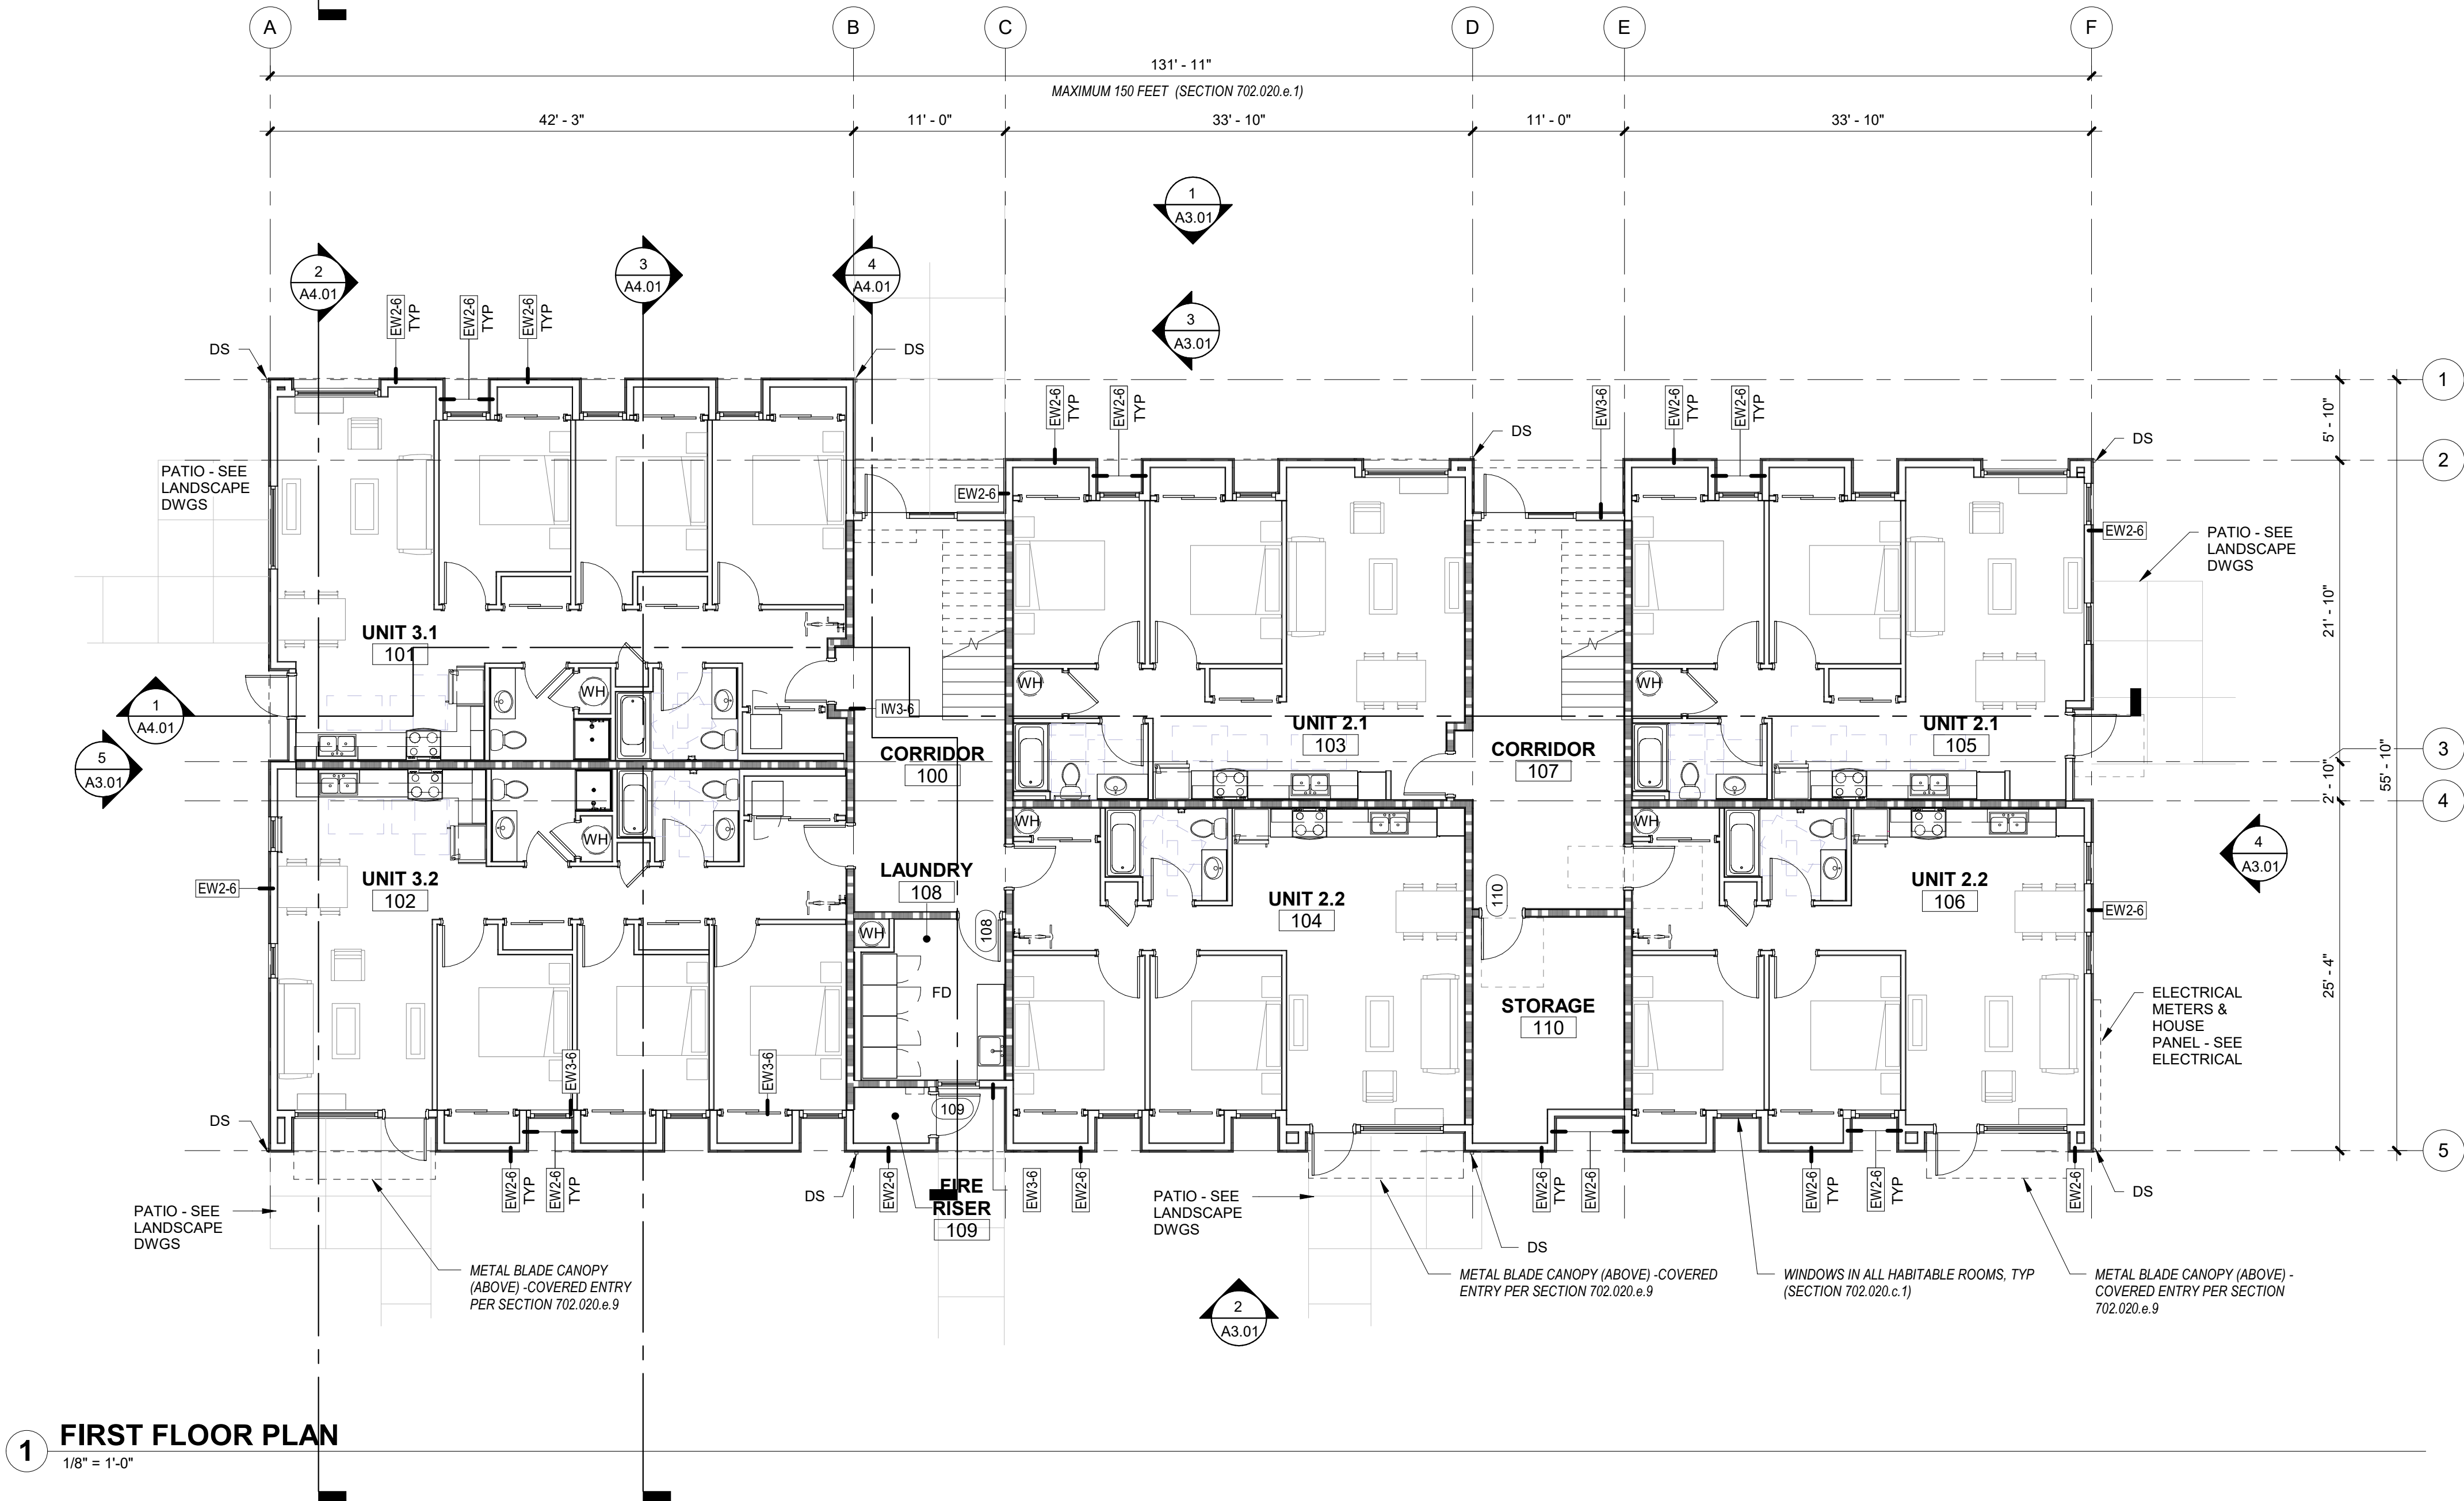 A
B
C
D
E
F
131' - 11"
MAXIMUM 150 FEET (SECTION 702.020.e.1)
42' - 3"
11' - 0"
33' - 10"
11' - 0"
33' - 10"
1
A3.01
2
A4.01
3
A4.01
4
A4.01
3
A3.01
EW2-6
TYP
EW2-6
TYP
EW2-6
TYP
DS
DS
1
EW2-6
TYP
EW2-6
TYP
EW3-6
EW2-6
TYP
EW2-6
TYP
5' - 10"
DS
DS
2
PATIO - SEE
LANDSCAPE
DWGS
EW2-6
EW2-6
PATIO - SEE
LANDSCAPE
DWGS
21' - 10"
UNIT 3.1
101
WH
WH
WH
1
A4.01
IW3-6
UNIT 2.1
103
UNIT 2.1
105
CORRIDOR
100
CORRIDOR
107
5
A3.01
3
2' - 10"
55' - 10"
4
WH
WH
WH
4
A3.01
UNIT 3.2
102
EW2-6
LAUNDRY
108
UNIT 2.2
104
110
UNIT 2.2
106
EW2-6
WH
108
FD
25' - 4"
STORAGE
110
ELECTRICAL
METERS &
HOUSE
PANEL - SEE
ELECTRICAL
EW3-6
EW3-6
109
DS
5
EW2-6
TYP
EW2-6
TYP
DS
EW2-6
FIRE
RISER
109
EW3-6
EW2-6
PATIO - SEE
LANDSCAPE
DWGS
EW2-6
TYP
EW2-6
EW2-6
TYP
EW2-6
TYP
EW2-6
DS
PATIO - SEE
LANDSCAPE
DWGS
DS
METAL BLADE CANOPY
(ABOVE) -COVERED ENTRY
PER SECTION 702.020.e.9
METAL BLADE CANOPY (ABOVE) -COVERED
ENTRY PER SECTION 702.020.e.9
WINDOWS IN ALL HABITABLE ROOMS, TYP
(SECTION 702.020.c.1)
METAL BLADE CANOPY (ABOVE) -
COVERED ENTRY PER SECTION
702.020.e.9
2
A3.01
1
FIRST FLOOR PLAN
1/8" = 1'-0"